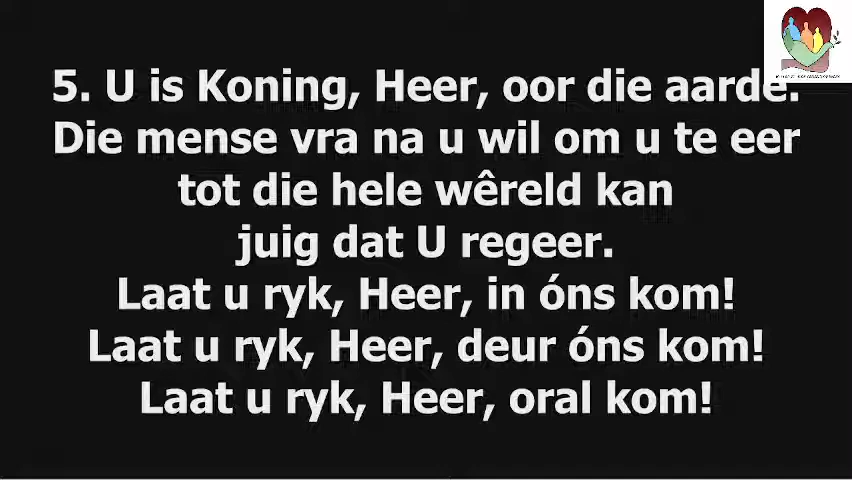 5. U is Koning, Heer, oor die aarde.
Die mense vra na u wil om u te eer
tot die hele wêreld kan
juig dat U regeer.
Laat u ryk, Heer, in óns kom!
Laat u ryk, Heer, deur óns kom!
Laat u ryk, Heer, oral kom!